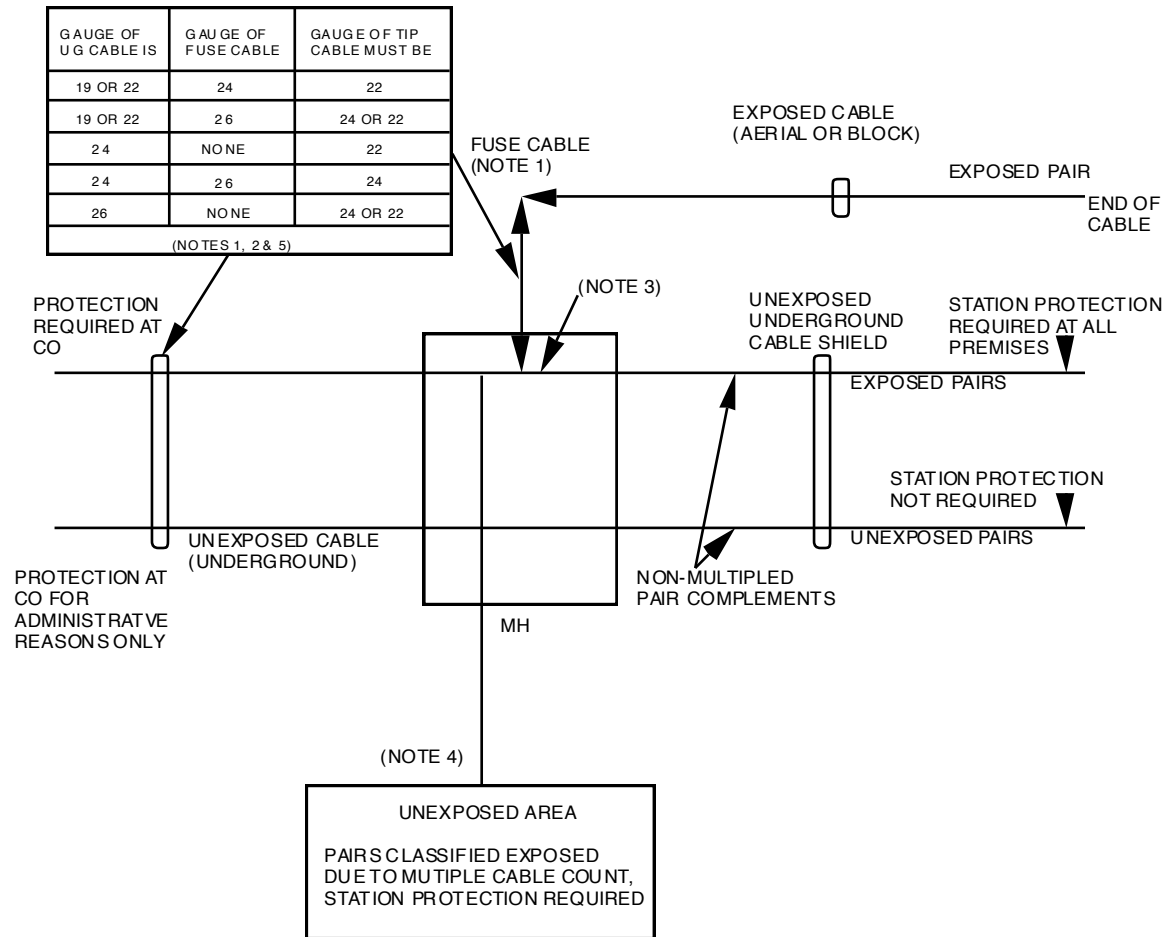 GAUGE OF UG CABLE IS
GAUGE OF FUSE CABLE
GAUGE OF TIP CABLE MUST BE
19 OR 22 24 22
19 OR 22 26 24 OR 22
24 NONE 22
24 26 24
26 NONE 24 OR 22
(NOTES 1, 2 & 5)
FUSE CABLE
(NOTE 1)
EXPOSED CABLE
(AERIAL OR BLOCK)
EXPOSED PAIR
END OF
CABLE
PROTECTION
REQUIRED AT
CO
(NOTE 3)
UNEXPOSED
UNDERGROUND
CABLE SHIELD
STATION PROTECTION
REQUIRED AT ALL
PREMISES
EXPOSED PAIRS
STATION PROTECTION
NOT REQUIRED
UNEXPOSED CABLE
(UNDERGROUND)
UNEXPOSED PAIRS
PROTECTION AT
CO FOR
ADMINISTRATVE
REASONS ONLY
NON-MULTIPLED
PAIR COMPLEMENTS
MH
(NOTE 4)
UNEXPOSED AREA
PAIRS CLASSIFIED EXPOSED
DUE TO MUTIPLE CABLE COUNT,
STATION PROTECTION REQUIRED